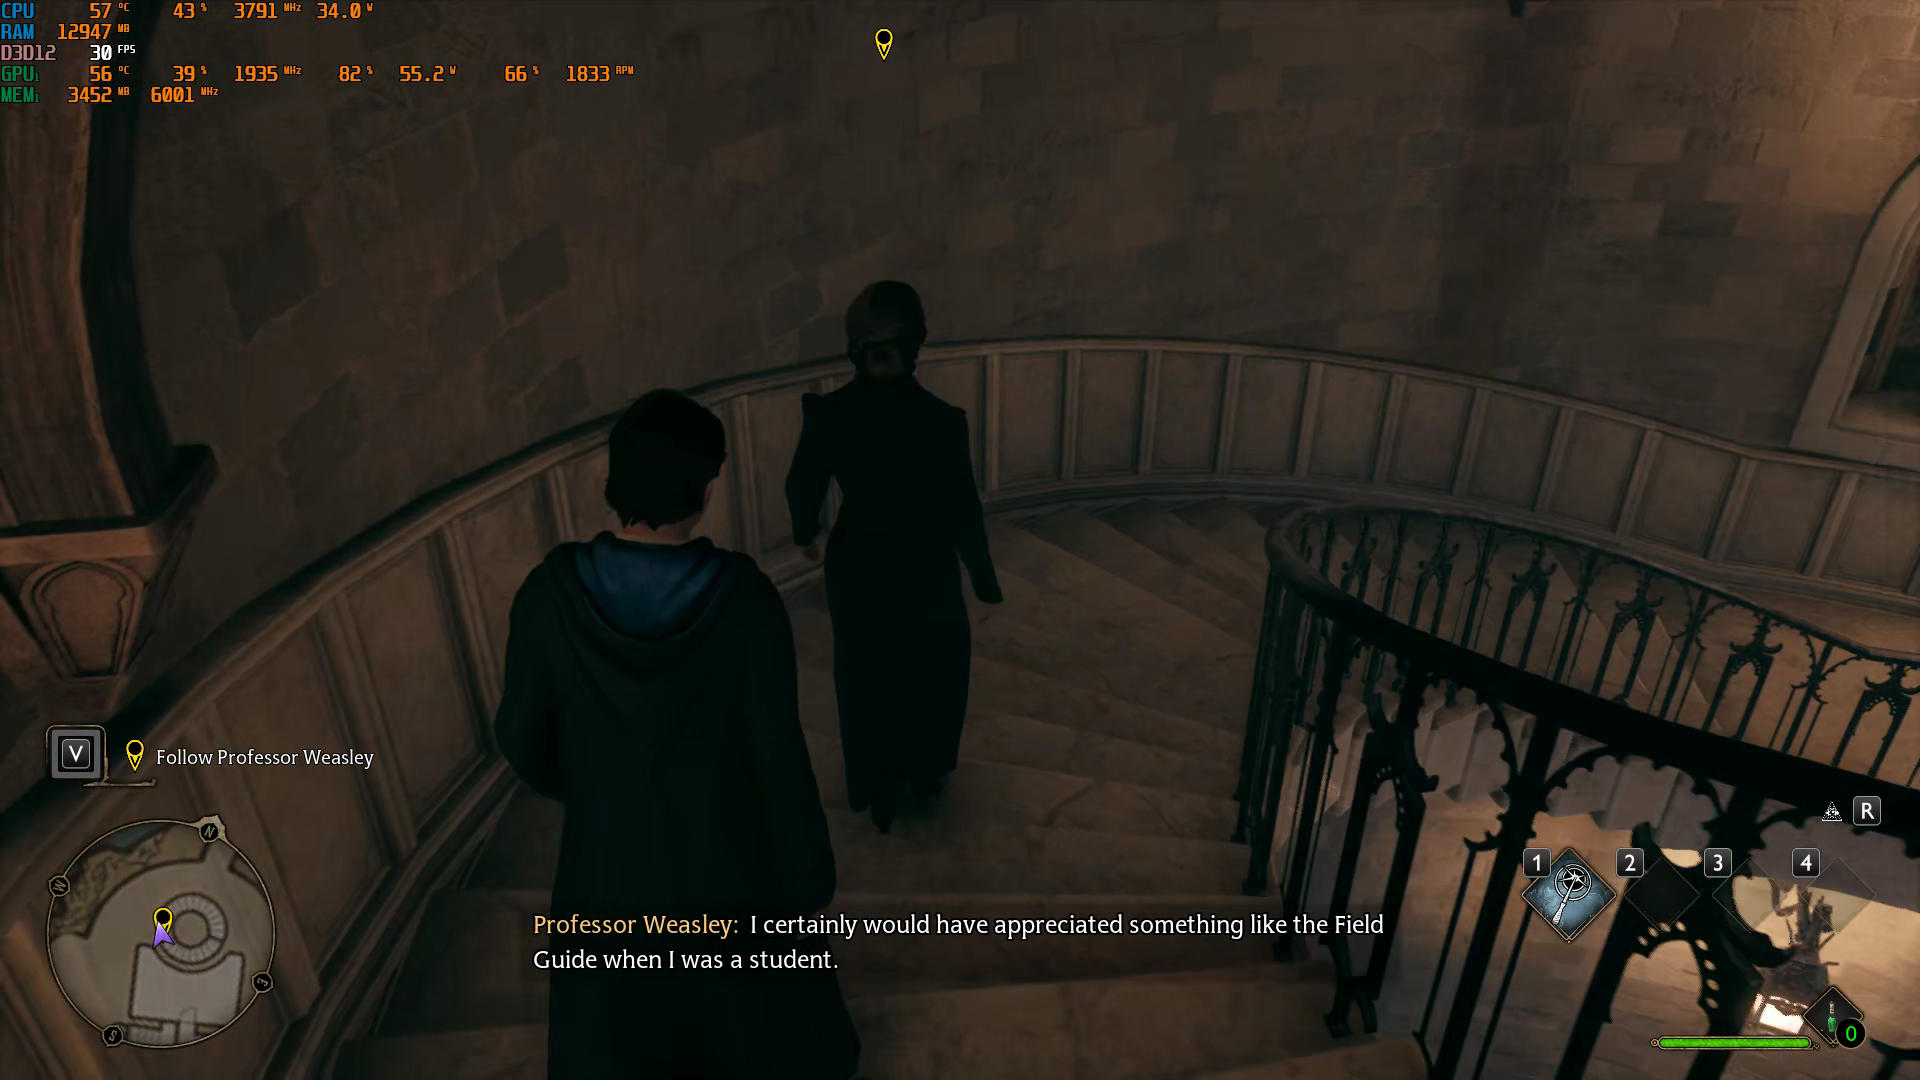 CPU 57 °C 43 % 3791 MHz 34.0 W
RAM 12947 MB
D3D12 30 FPS
GPU1 56 °C 39 % 1935 MHz 82 % 55.2 W 66 % 1833 RPM
MEM1 3452 MB 6001 MHz
V Follow Professor Weasley
N
W
E
S
R
1 2 3 4
Professor Weasley: I certainly would have appreciated something like the Field
Guide when I was a student.
0